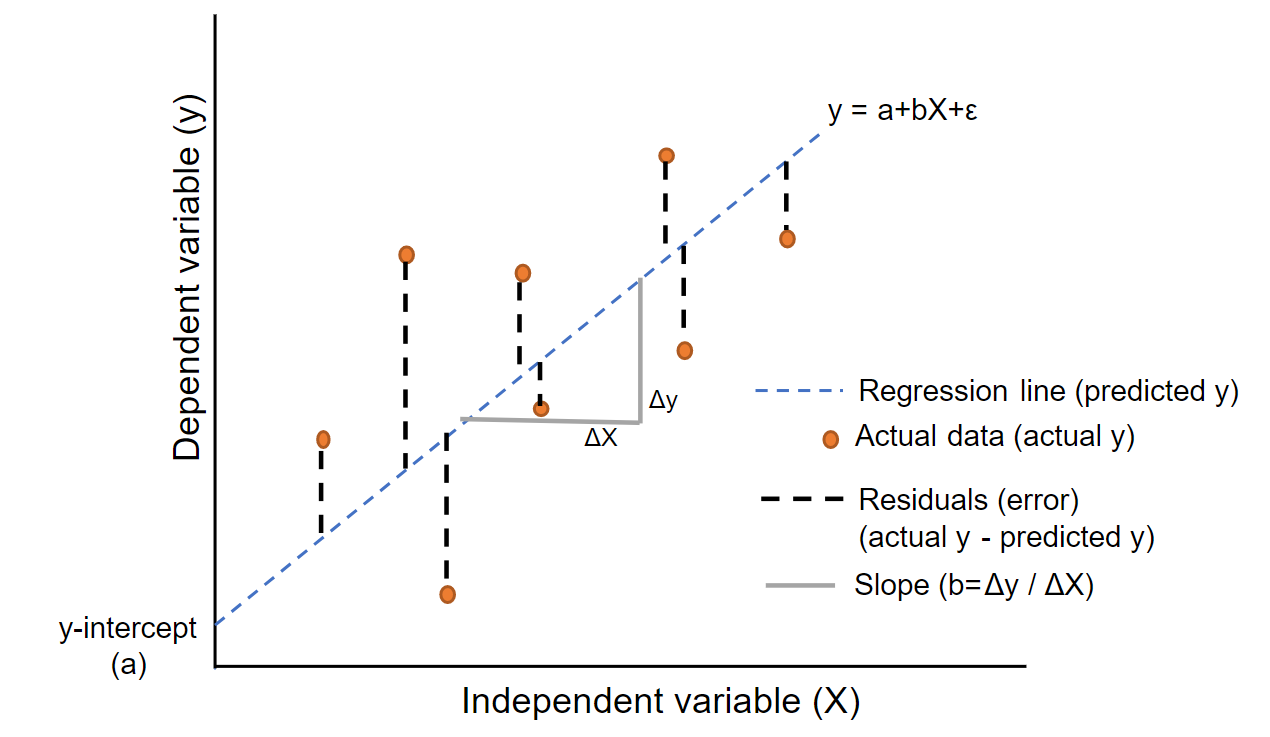 y = a+bX+ε
Dependent variable (y)
Δy
ΔX
Regression line (predicted y)
Actual data (actual y)
Residuals (error)
(actual y - predicted y)
Slope (b=Δy / ΔX)
y-intercept
(a)
Independent variable (X)